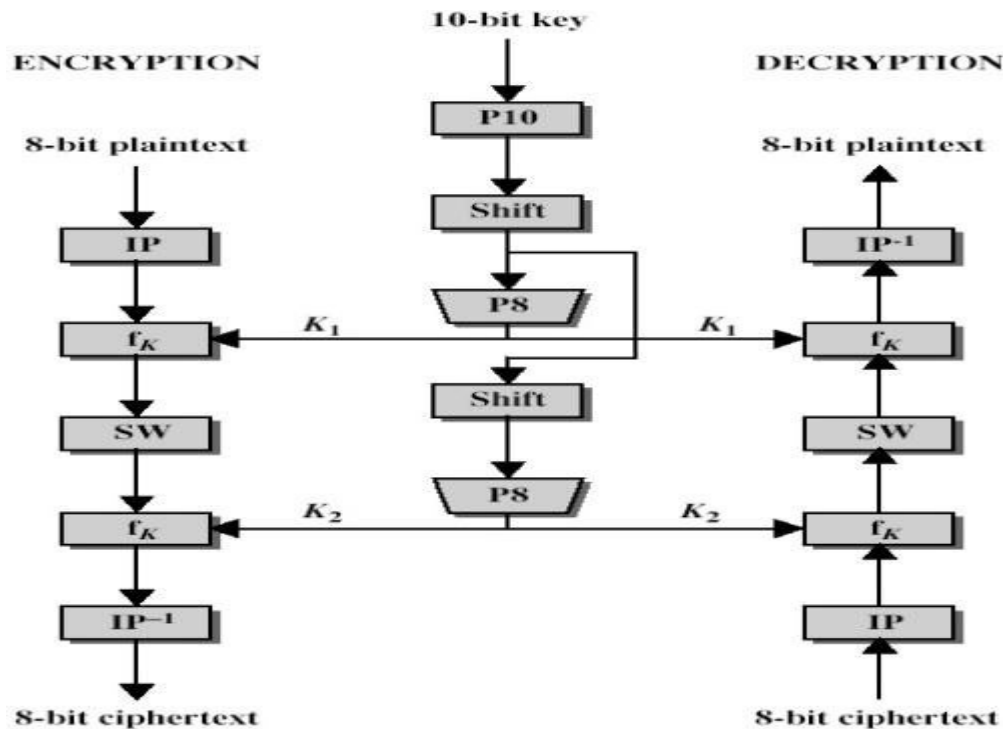 10-bit key
ENCRYPTION
DECRYPTION
P10
8-bit plaintext
8-bit plaintext
Shift
IP
IP-1
P8
fK
K1
K1
fK
Shift
SW
SW
P8
fK
K2
K2
fK
IP–1
IP
8-bit ciphertext
8-bit ciphertext